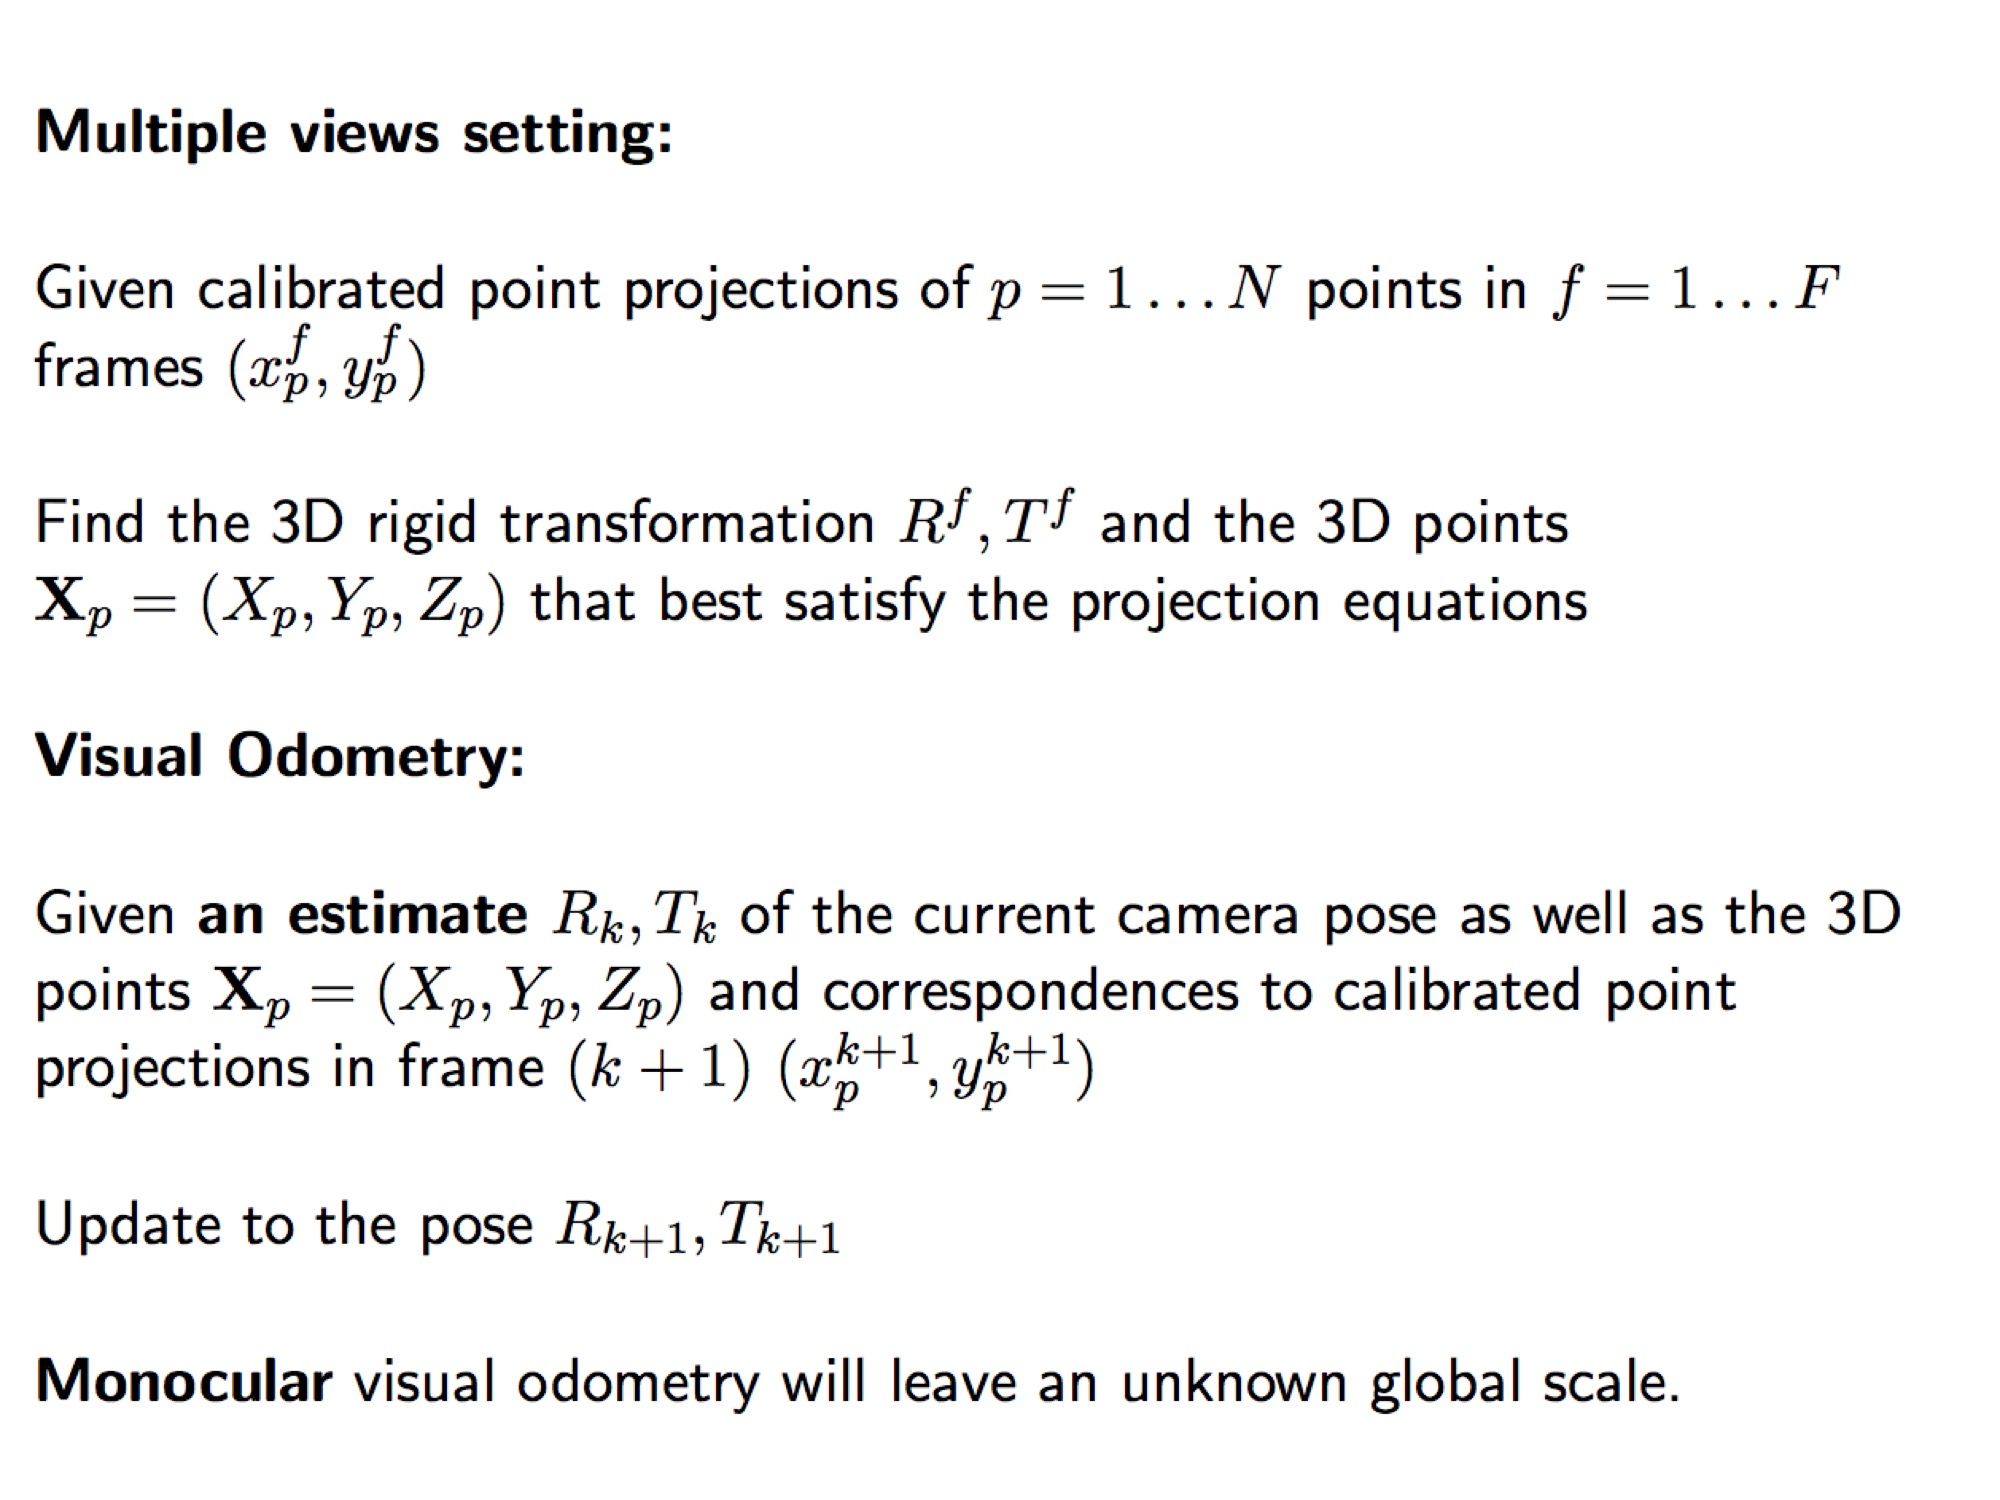 Multiple views setting:
Given calibrated point projections of $p = 1 \ldots N$ points in $f = 1 \ldots F$
frames $(x_p^f, y_p^f)$
Find the 3D rigid transformation $R^f, T^f$ and the 3D points
$\mathbf{X}_p = (X_p, Y_p, Z_p)$ that best satisfy the projection equations
Visual Odometry:
Given an estimate $R_k, T_k$ of the current camera pose as well as the 3D
points $\mathbf{X}_p = (X_p, Y_p, Z_p)$ and correspondences to calibrated point
projections in frame $(k + 1)$ $(x_p^{k+1}, y_p^{k+1})$
Update to the pose $R_{k+1}, T_{k+1}$
Monocular visual odometry will leave an unknown global scale.